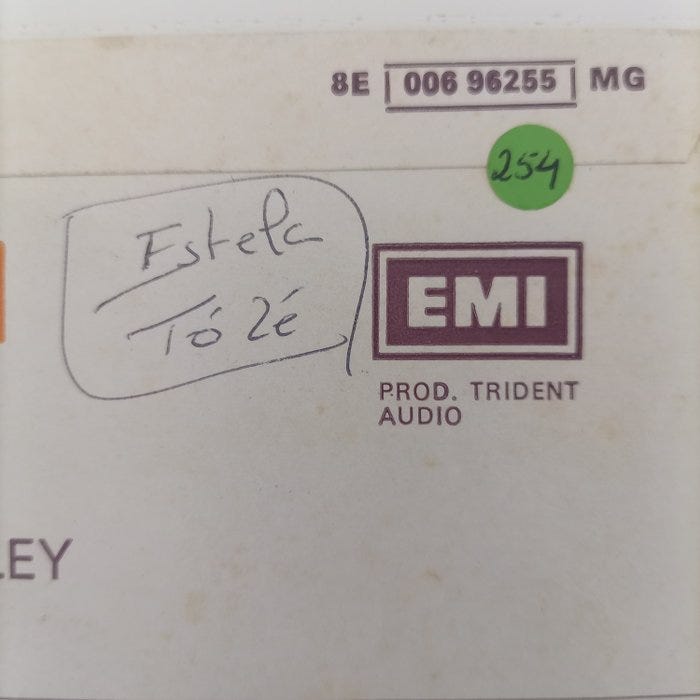 8E | 006 96255 | MG
254
Estela
Tó Zé
EMI
PROD. TRIDENT
AUDIO
LEY